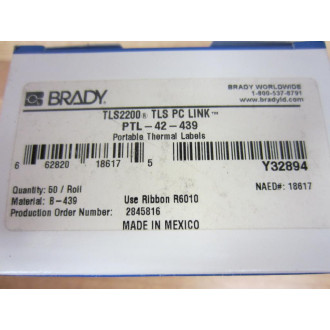 BRADY.
BRADY WORLDWIDE
1-800-537-8791
www.bradyid.com
TLS2200® TLS PC LINK™
PTL-42-439
Portable Thermal Labels
6 62820 18617 5
Y32894
NAED#: 18617
Quantity: 50 / Roll
Material: B-439
Use Ribbon R6010
Production Order Number: 2845816
MADE IN MEXICO